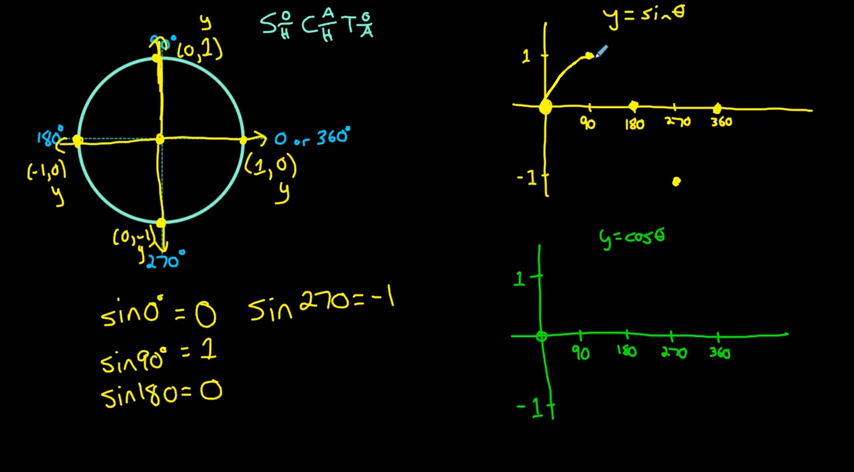 S O/H C A/H T O/A
y
90°
(0,1)
180°
0 or 360°
(-1,0)
y
(1,0)
y
(0,-1)
y
270°
sin0° = 0
sin 270 = -1
sin90° = 1
sin180 = 0
y = sinθ
1
90 180 270 360
-1
y = cosθ
1
90 180 270 360
-1